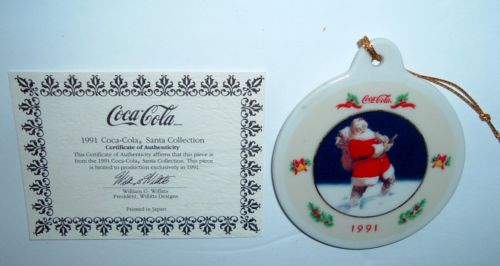 Coca-Cola
1991 Coca-Cola Santa Collection
Certificate of Authenticity
This Certificate of Authenticity affirms that this piece is
from the 1991 Coca-Cola Santa Collection. This piece
is limited to production exclusively in 1991.
William G. Willitts
President, Willitts Designs
Printed in Japan
Coca-Cola
1991